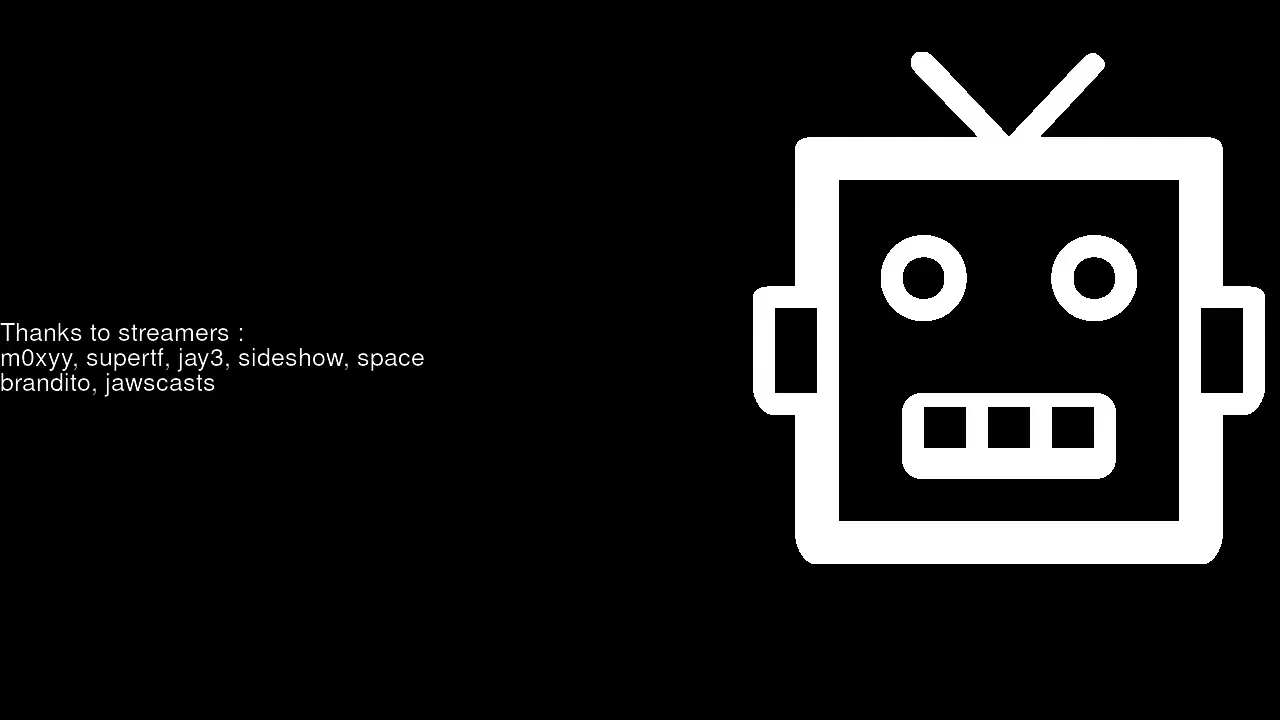 Thanks to streamers :
m0xyy, supertf, jay3, sideshow, space
brandito, jawscasts